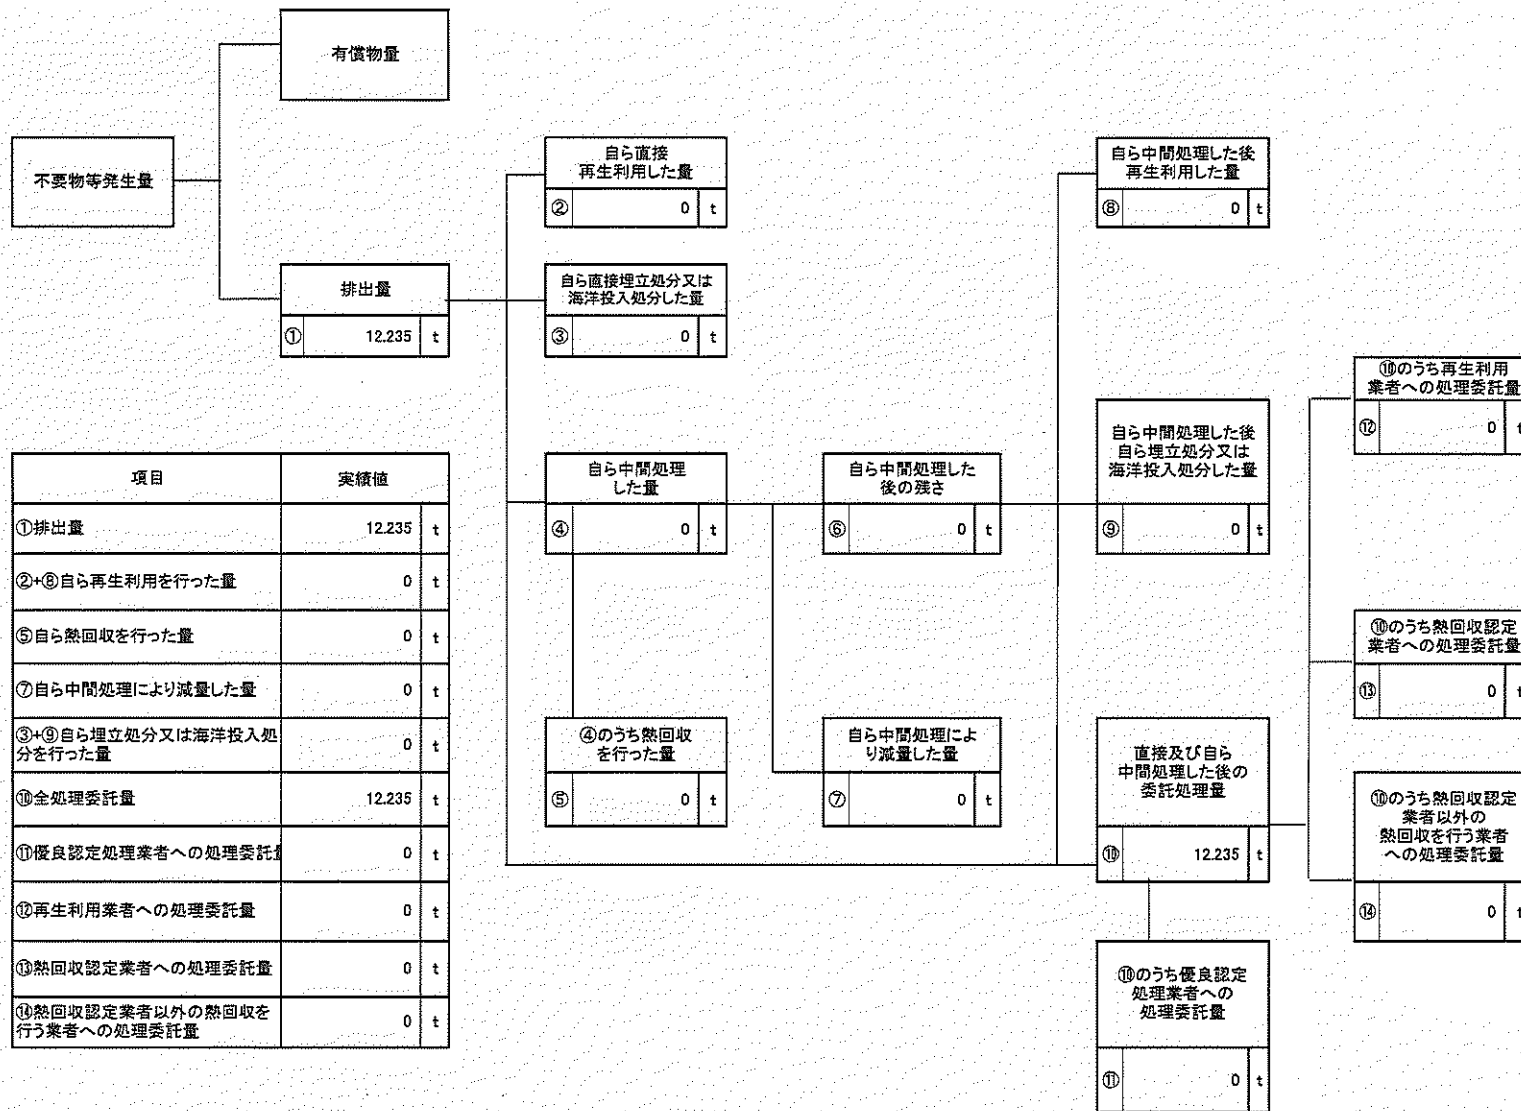 有償物量
不要物等発生量
自ら直接
再生利用した量
② 0 t
自ら中間処理した後
再生利用した量
⑧ 0 t
排出量
① 12.235 t
自ら直接埋立処分又は
海洋投入処分した量
③ 0 t
⑩のうち再生利用
業者への処理委託量
⑫ 0 t
自ら中間処理した後
自ら埋立処分又は
海洋投入処分した量
⑨ 0 t
自ら中間処理
した量
④ 0 t
自ら中間処理した
後の残さ
⑥ 0 t
⑩のうち熱回収認定
業者への処理委託量
⑬ 0 t
④のうち熱回収
を行った量
⑤ 0 t
自ら中間処理によ
り減量した量
⑦ 0 t
直接及び自ら
中間処理した後の
委託処理量
⑩ 12.235 t
⑩のうち熱回収認定
業者以外の
熱回収を行う業者
への処理委託量
⑭ 0 t
⑩のうち優良認定
処理業者への
処理委託量
⑪ 0 t
項目 実績値
①排出量 12.235 t
②+⑧自ら再生利用を行った量 0 t
⑤自ら熱回収を行った量 0 t
⑦自ら中間処理により減量した量 0 t
③+⑨自ら埋立処分又は海洋投入処
分を行った量 0 t
⑩全処理委託量 12.235 t
⑪優良認定処理業者への処理委託 0 t
⑫再生利用業者への処理委託量 0 t
⑬熱回収認定業者への処理委託量 0 t
⑭熱回収認定業者以外の熱回収を
行う業者への処理委託量 0 t